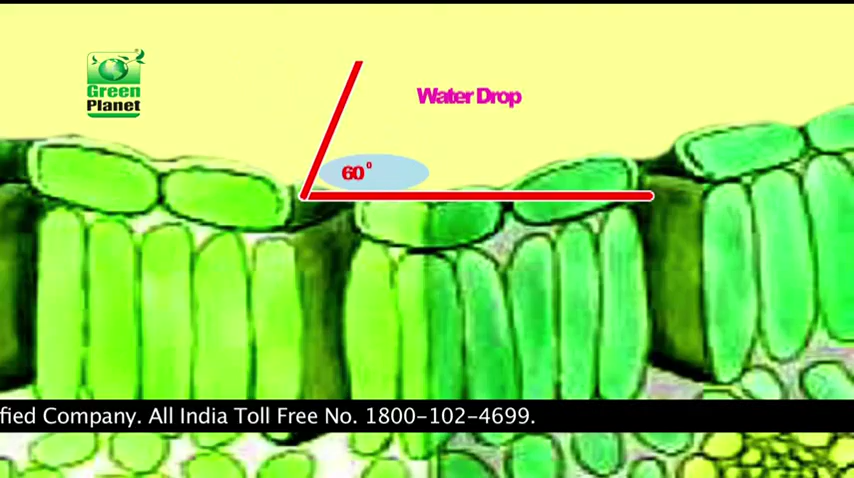 Green
Planet
Water Drop
60°
fied Company. All India Toll Free No. 1800-102-4699.